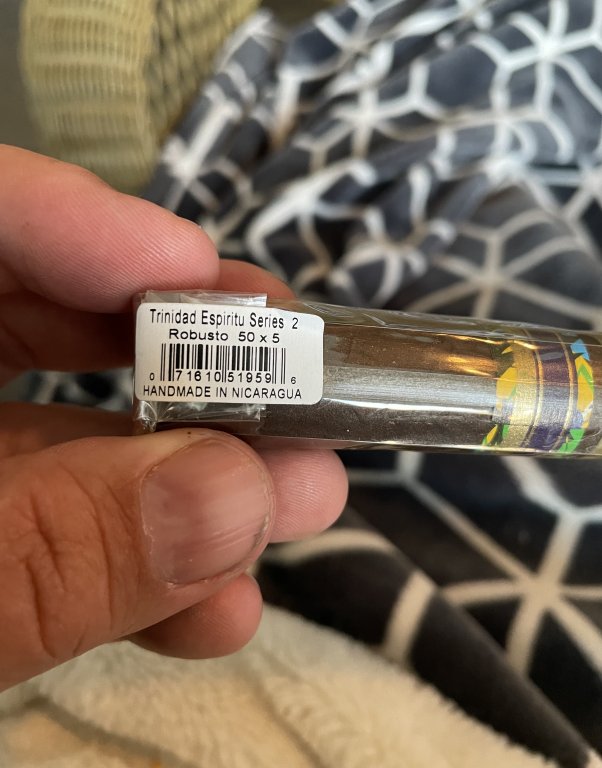 Trinidad Espiritu Series 2
Robusto 50 x 5
0 71610 51959 6
HANDMADE IN NICARAGUA